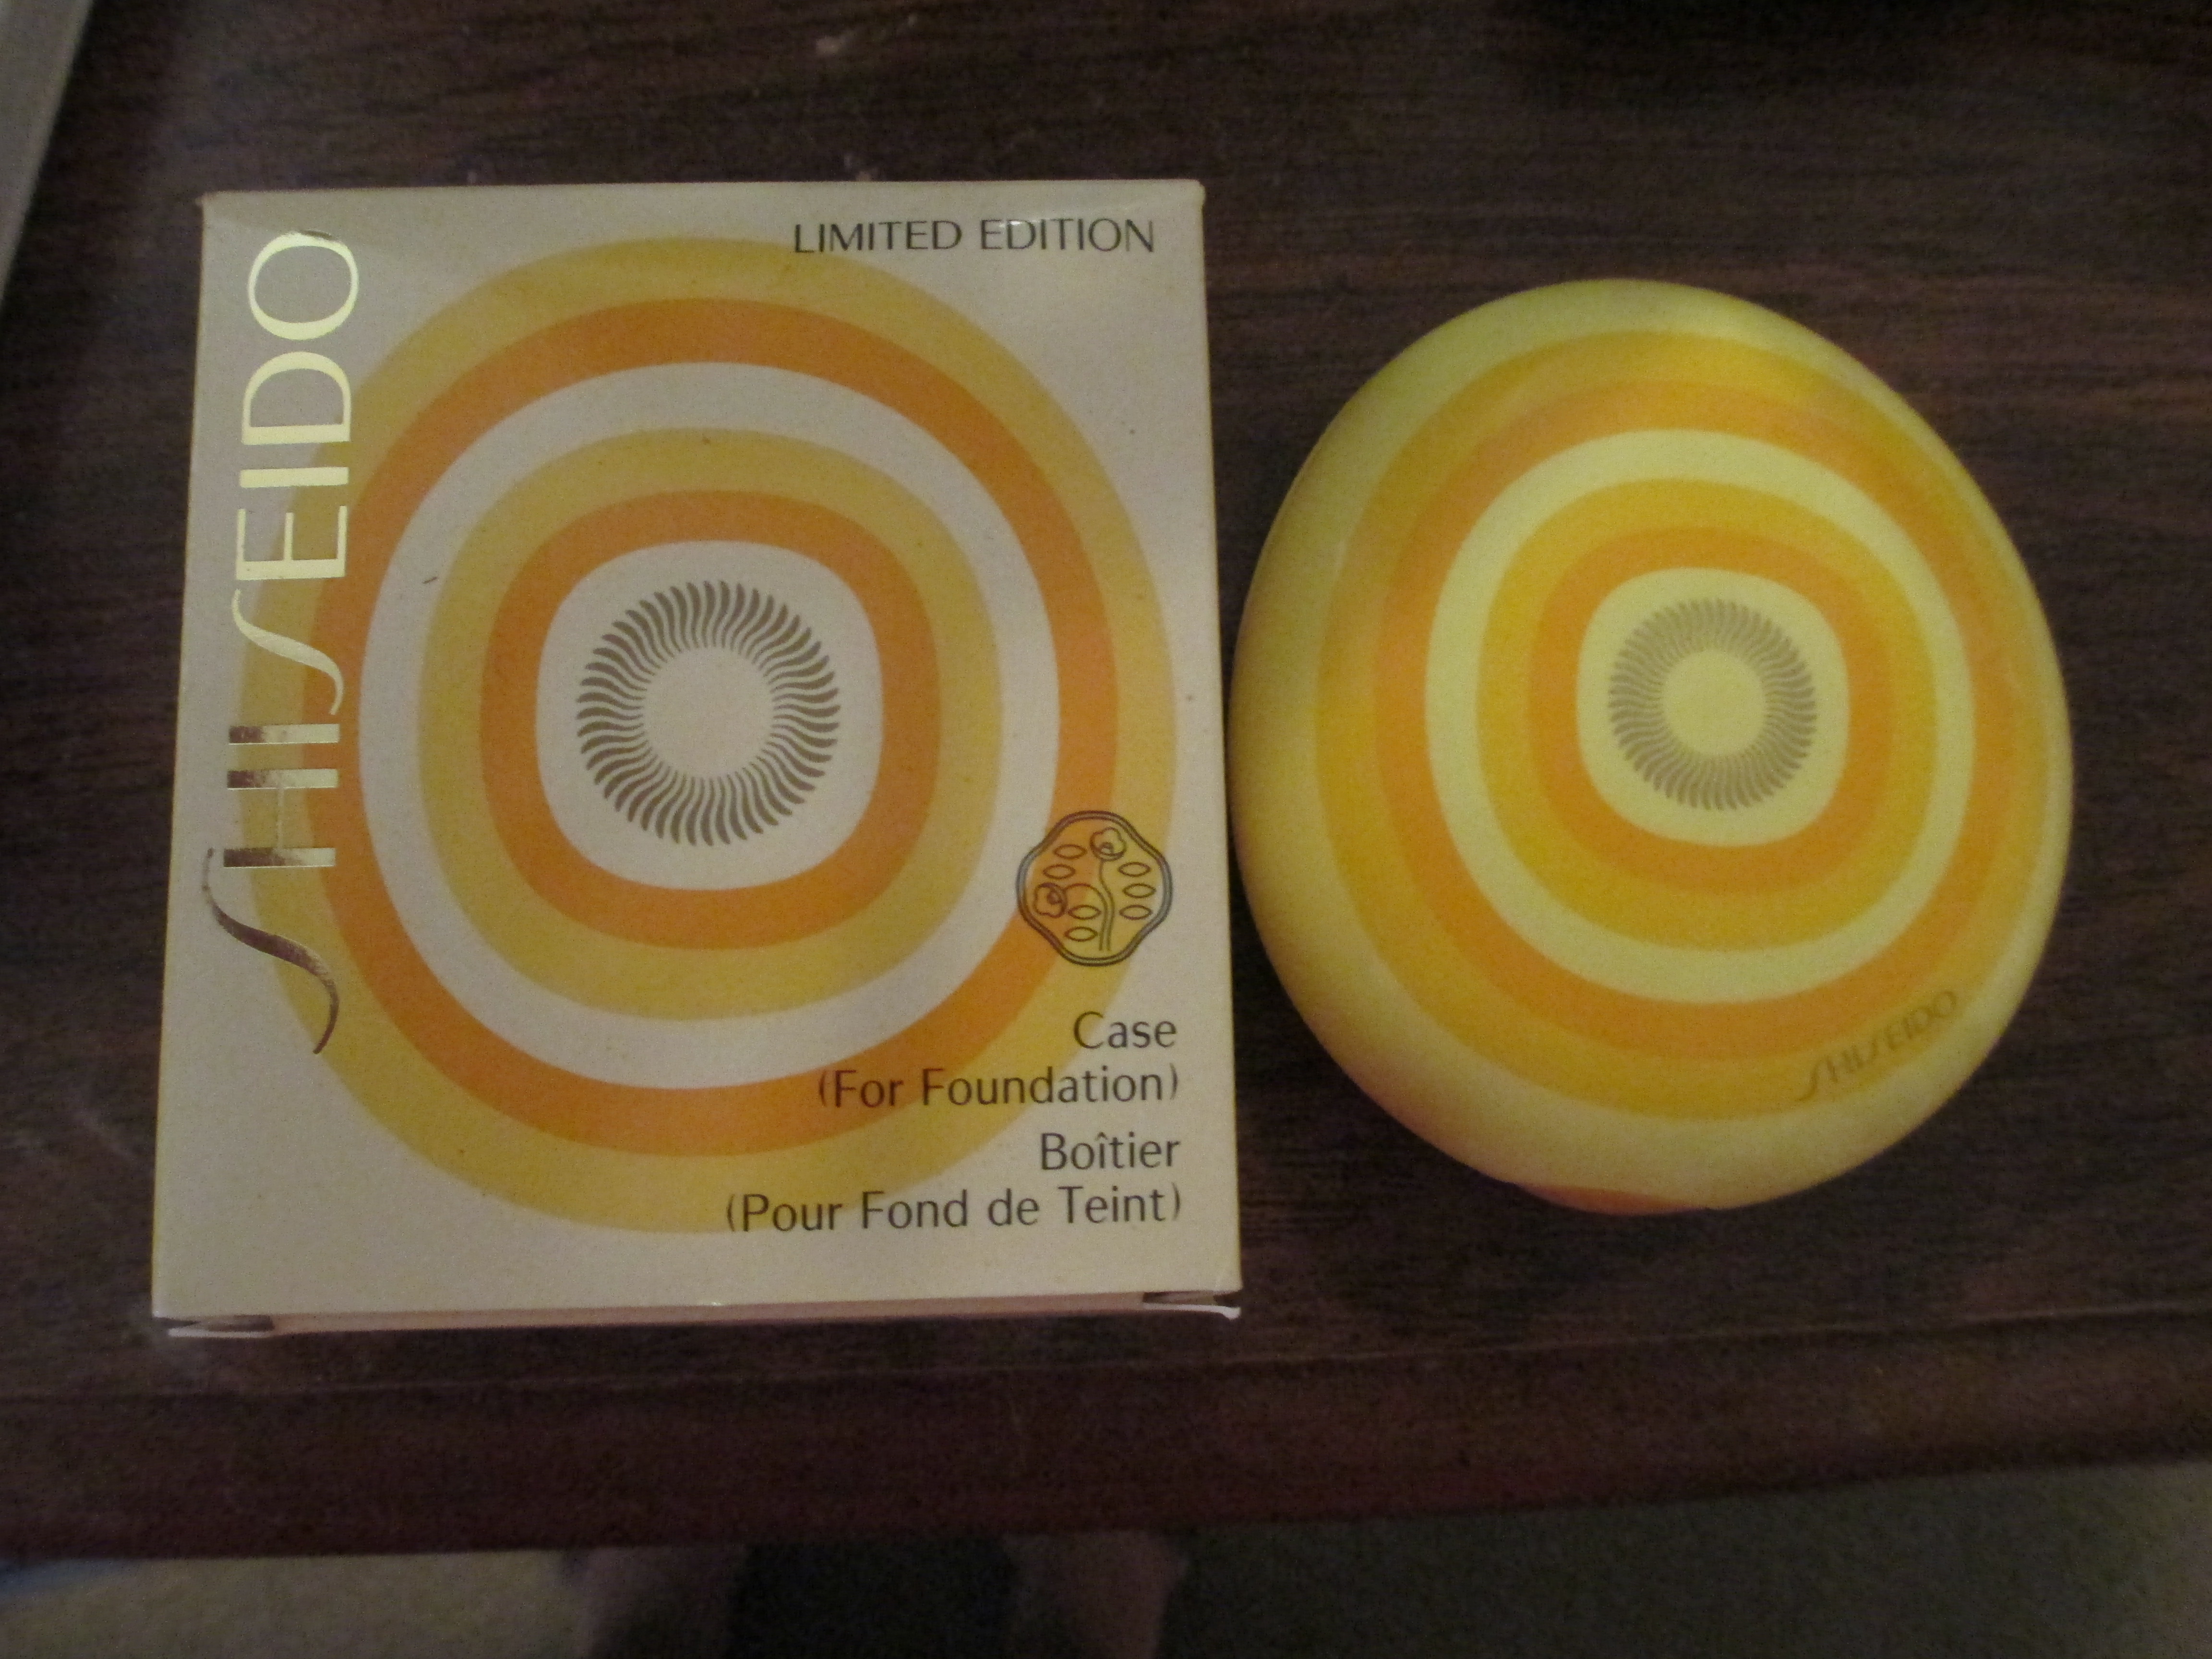 SHISEIDO
LIMITED EDITION
Case
(For Foundation)
Boîtier
(Pour Fond de Teint)
SHISEIDO